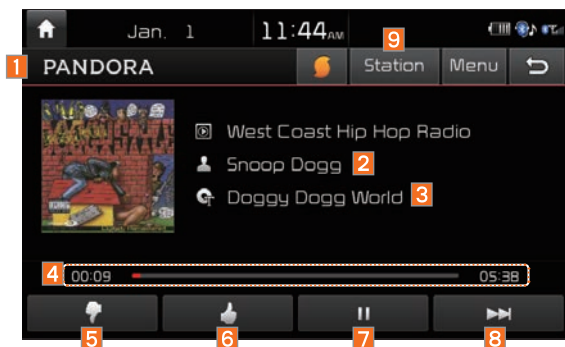 Jan. 1 11:44AM
9
1 PANDORA Station Menu
West Coast Hip Hop Radio
Snoop Dogg 2
Doggy Dogg World 3
4 00:09 05:38
5 6 7 8